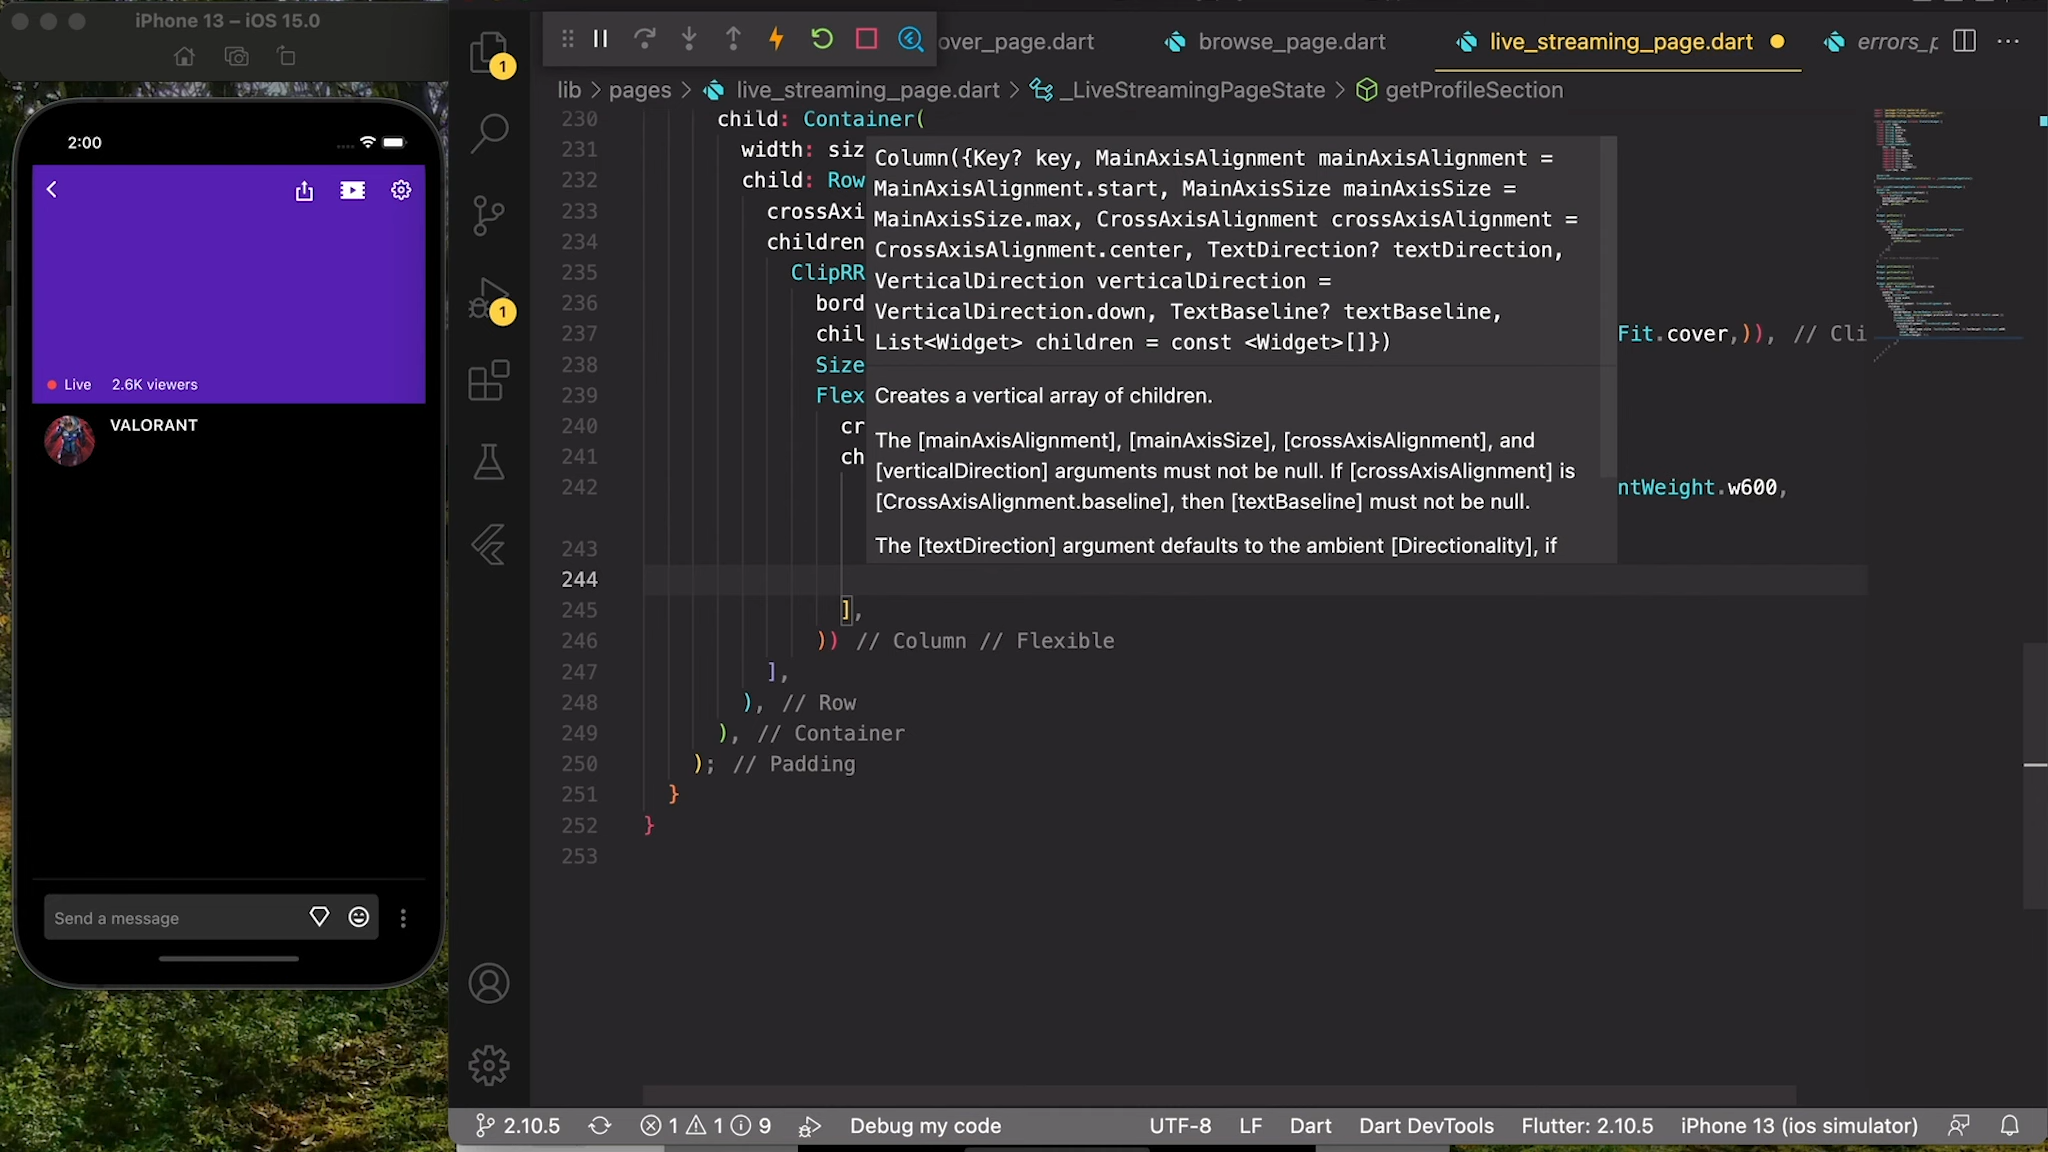 iPhone 13 – iOS 15.0
2:00
Live 2.6K viewers
VALORANT
Send a message
1
1
over_page.dart
browse_page.dart
live_streaming_page.dart
errors_p
lib > pages > live_streaming_page.dart > _LiveStreamingPageState > getProfileSection
230 child: Container(
231 width: siz
232 child: Row
233 crossAxi
234 children
235 ClipRR
236 bord
237 chil Fit.cover,)), // Cli
238 Size
239 Flex
240 cr
241 ch
242 ntWeight.w600,
243
244
245 ],
246 )) // Column // Flexible
247 ],
248 ), // Row
249 ), // Container
250 ); // Padding
251 }
252 }
253
Column({Key? key, MainAxisAlignment mainAxisAlignment =
MainAxisAlignment.start, MainAxisSize mainAxisSize =
MainAxisSize.max, CrossAxisAlignment crossAxisAlignment =
CrossAxisAlignment.center, TextDirection? textDirection,
VerticalDirection verticalDirection =
VerticalDirection.down, TextBaseline? textBaseline,
List<Widget> children = const <Widget>[]})
Creates a vertical array of children.
The [mainAxisAlignment], [mainAxisSize], [crossAxisAlignment], and
[verticalDirection] arguments must not be null. If [crossAxisAlignment] is
[CrossAxisAlignment.baseline], then [textBaseline] must not be null.
The [textDirection] argument defaults to the ambient [Directionality], if
2.10.5 1 1 9 Debug my code UTF-8 LF Dart Dart DevTools Flutter: 2.10.5 iPhone 13 (ios simulator)